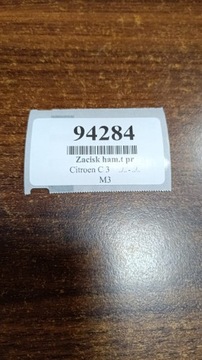 94284
Zacisk ham.t pr
Citroen C 3
M3